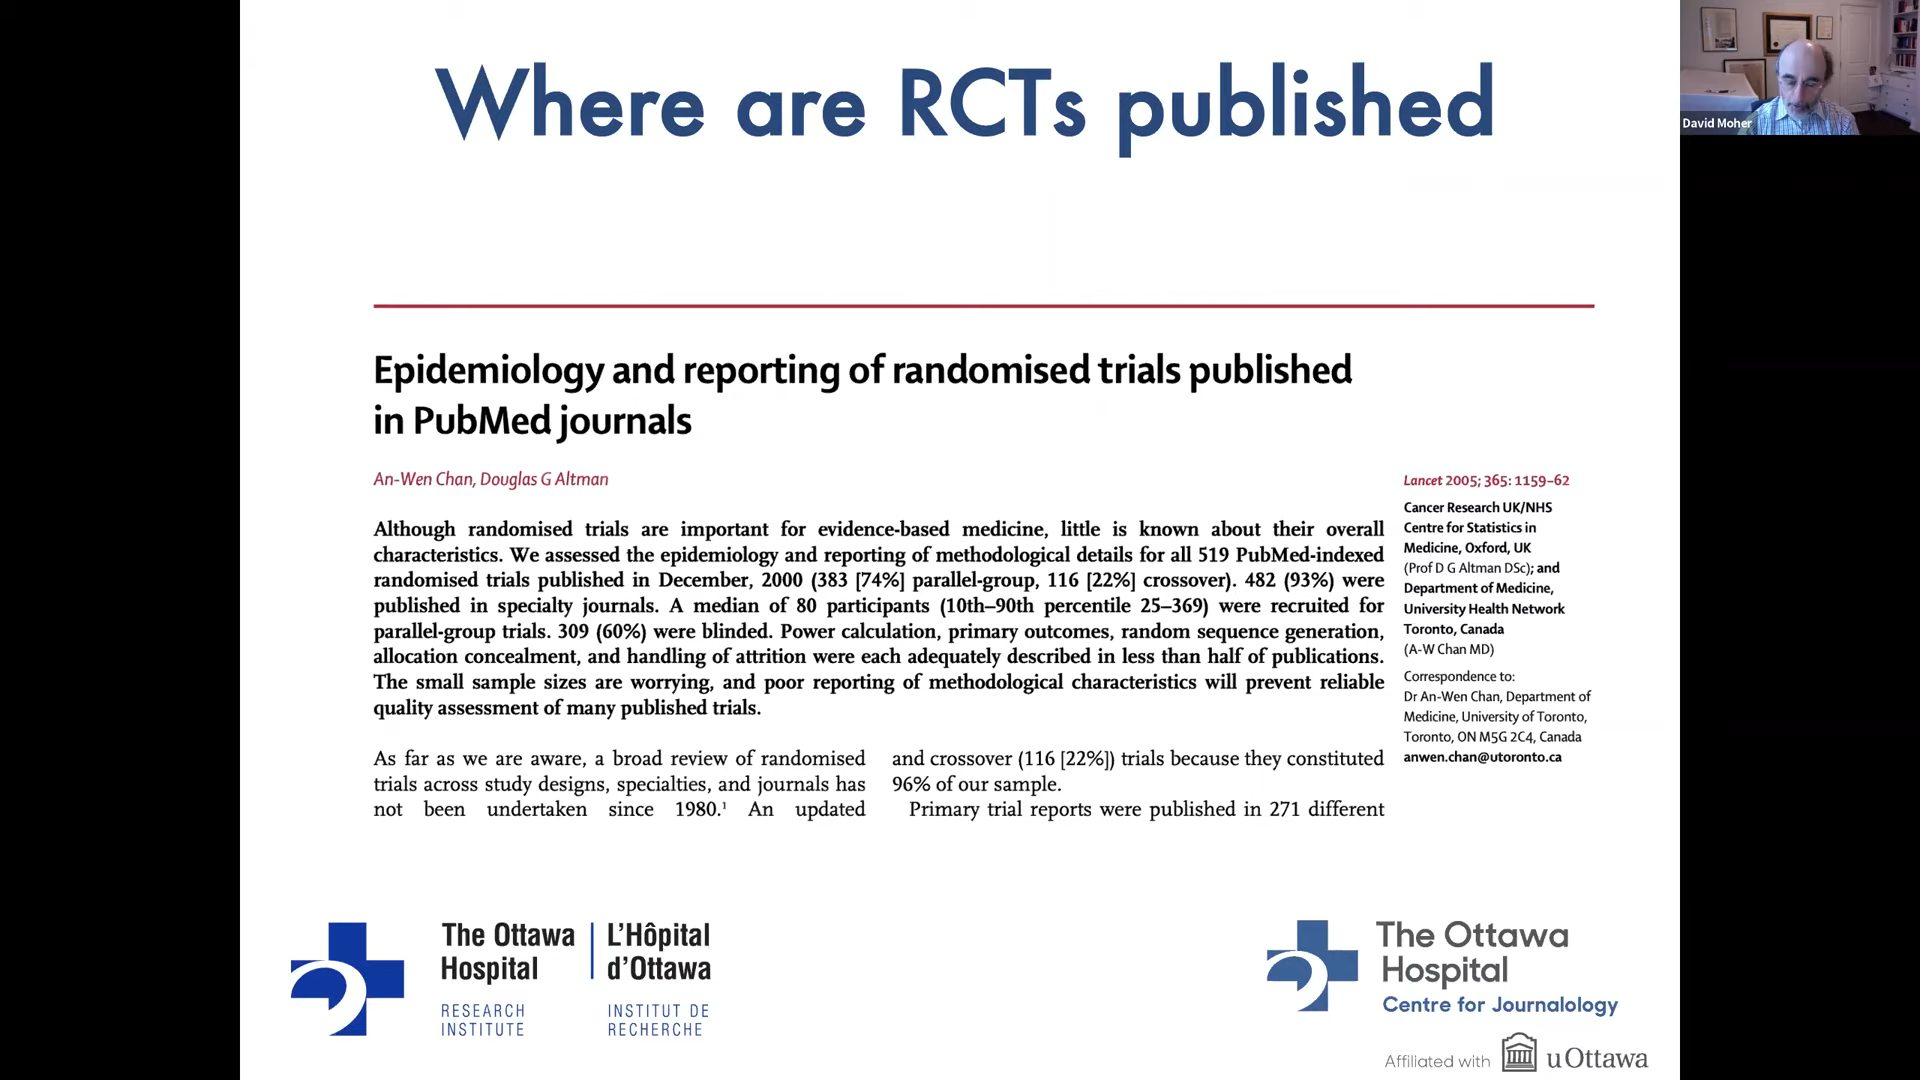 Where are RCTs published
David Moher
Epidemiology and reporting of randomised trials published
in PubMed journals
An-Wen Chan, Douglas G Altman
Although randomised trials are important for evidence-based medicine, little is known about their overall
characteristics. We assessed the epidemiology and reporting of methodological details for all 519 PubMed-indexed
randomised trials published in December, 2000 (383 [74%] parallel-group, 116 [22%] crossover). 482 (93%) were
published in specialty journals. A median of 80 participants (10th–90th percentile 25–369) were recruited for
parallel-group trials. 309 (60%) were blinded. Power calculation, primary outcomes, random sequence generation,
allocation concealment, and handling of attrition were each adequately described in less than half of publications.
The small sample sizes are worrying, and poor reporting of methodological characteristics will prevent reliable
quality assessment of many published trials.
As far as we are aware, a broad review of randomised
trials across study designs, specialties, and journals has
not been undertaken since 1980.¹ An updated
and crossover (116 [22%]) trials because they constituted
96% of our sample.
Primary trial reports were published in 271 different
Lancet 2005; 365: 1159–62
Cancer Research UK/NHS
Centre for Statistics in
Medicine, Oxford, UK
(Prof D G Altman DSc); and
Department of Medicine,
University Health Network
Toronto, Canada
(A-W Chan MD)
Correspondence to:
Dr An-Wen Chan, Department of
Medicine, University of Toronto,
Toronto, ON M5G 2C4, Canada
anwen.chan@utoronto.ca
The Ottawa
Hospital
RESEARCH
INSTITUTE
L'Hôpital
d'Ottawa
INSTITUT DE
RECHERCHE
The Ottawa
Hospital
Centre for Journalology
Affiliated with uOttawa